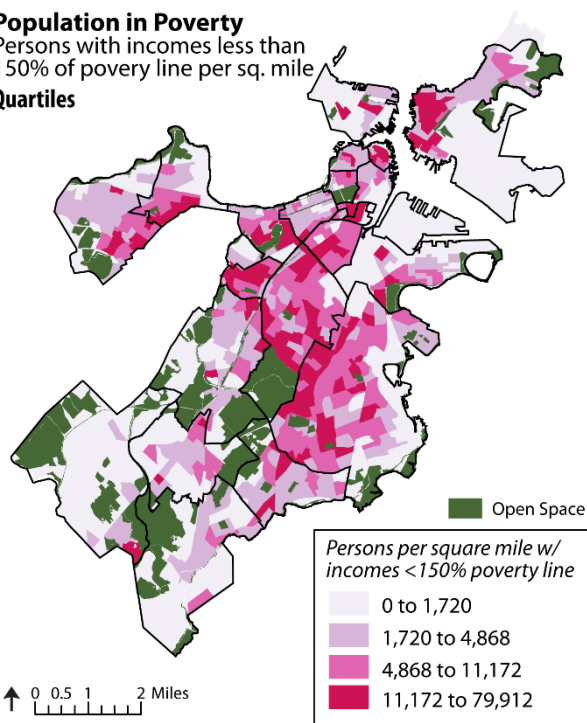 Population in Poverty
Persons with incomes less than
150% of povery line per sq. mile
Quartiles
Open Space
Persons per square mile w/
incomes <150% poverty line
0 to 1,720
1,720 to 4,868
4,868 to 11,172
11,172 to 79,912
0 0.5 1 2 Miles